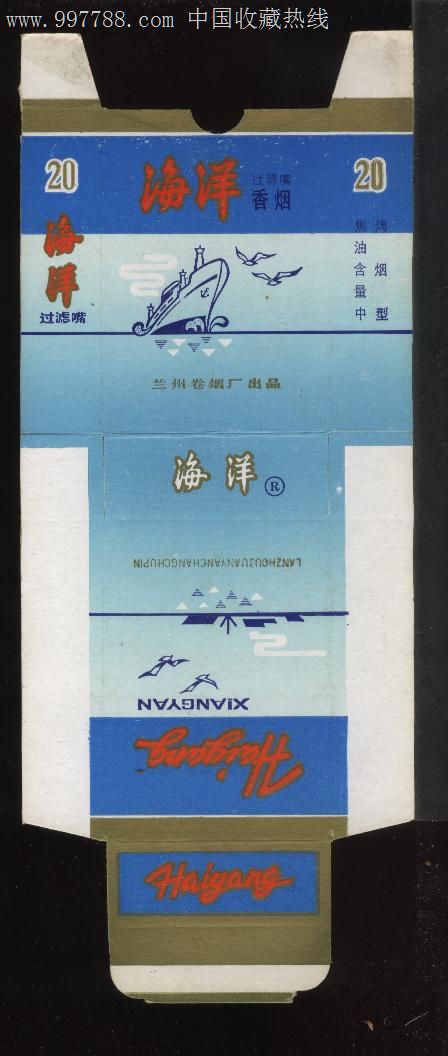 www.997788.com 中国收藏热线
20
海洋
过滤嘴
香烟
20
海洋
过滤嘴
焦油含量中
烤烟型
兰州卷烟厂出品
海洋 ®
LANZHOUJUANYANCHANGCHUPIN
XIANGYAN
Haigang
Haigang